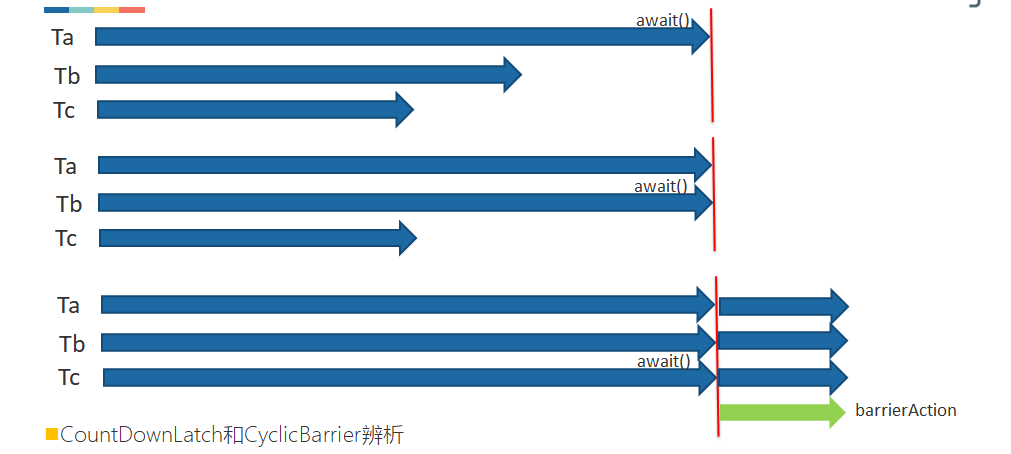 await()
Ta
Tb
Tc
Ta
await()
Tb
Tc
Ta
Tb
await()
Tc
barrierAction
CountDownLatch和CyclicBarrier辨析